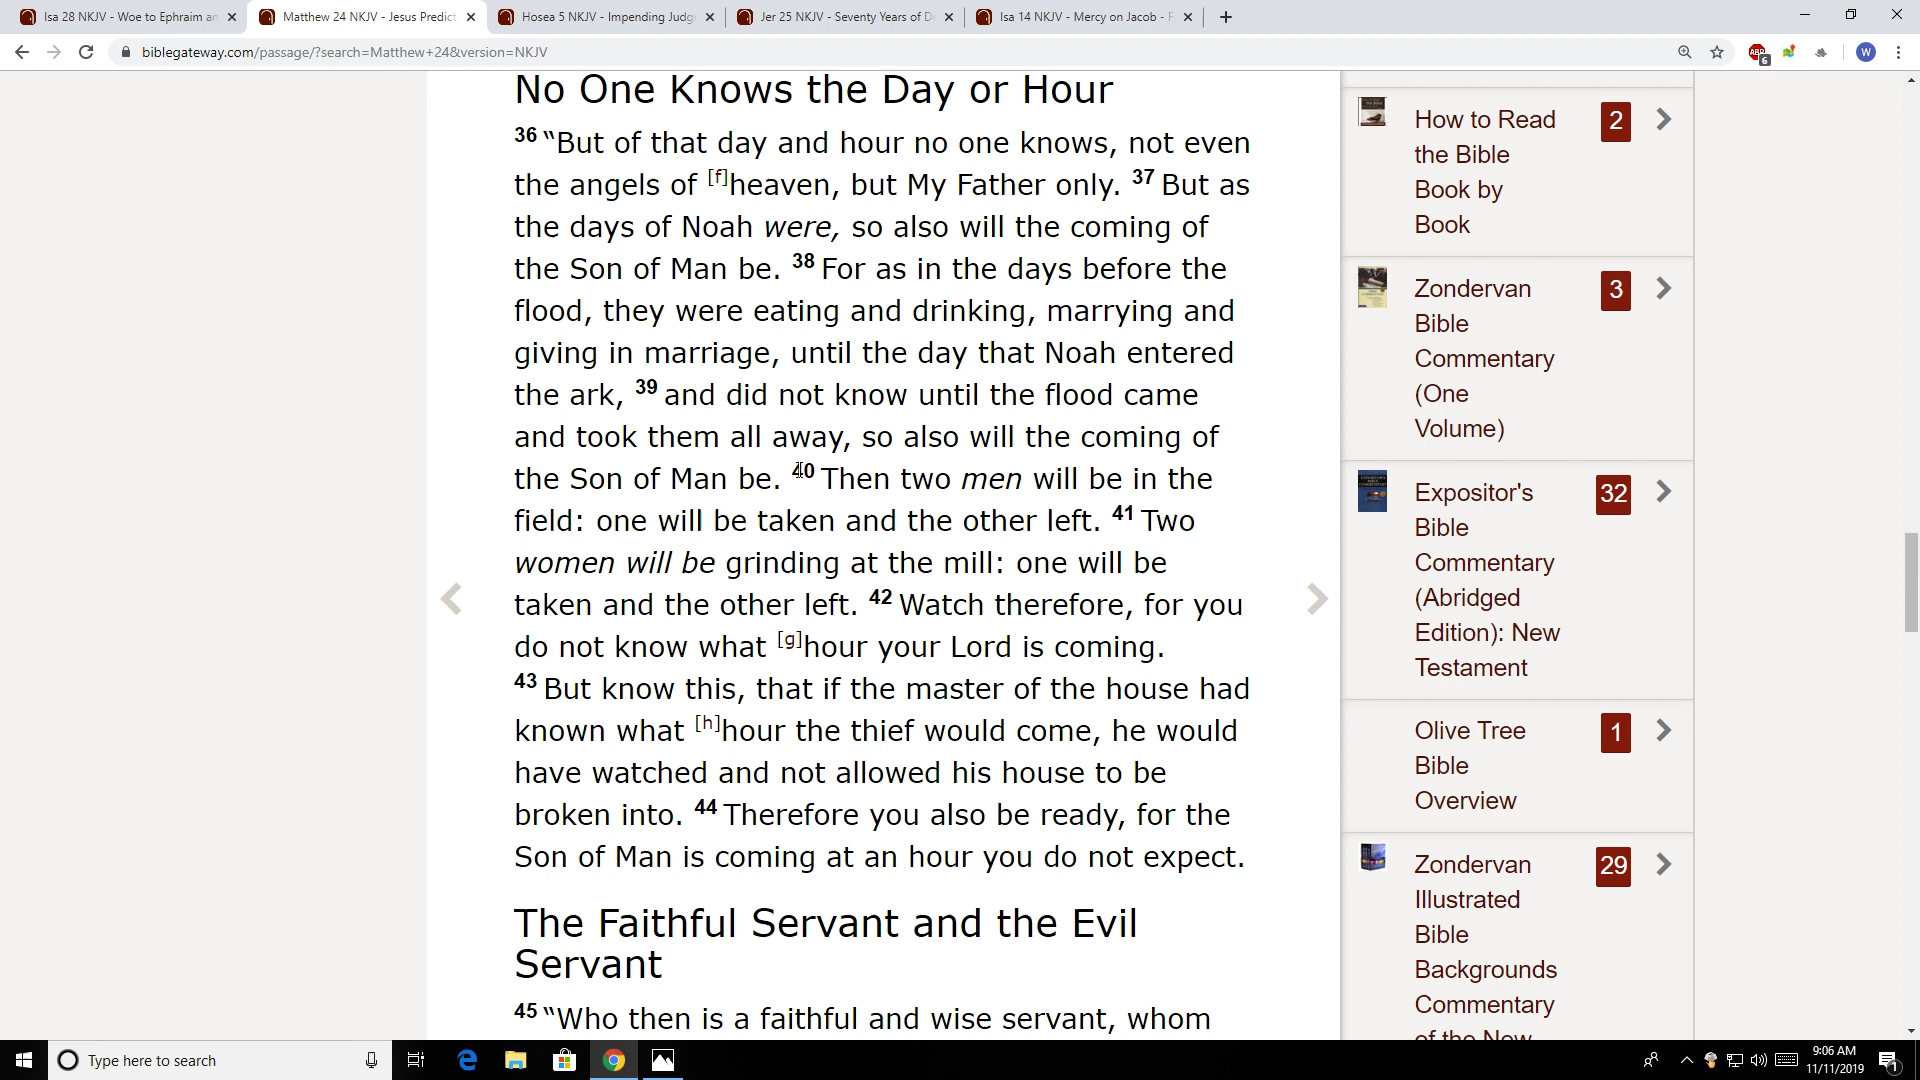 Isa 28 NKJV - Woe to Ephraim an
Matthew 24 NKJV - Jesus Predict
Hosea 5 NKJV - Impending Judg
Jer 25 NKJV - Seventy Years of D
Isa 14 NKJV - Mercy on Jacob - F
biblegateway.com/passage/?search=Matthew+24&version=NKJV
ABP
6
W
No One Knows the Day or Hour
36 “But of that day and hour no one knows, not even
the angels of [f]heaven, but My Father only. 37 But as
the days of Noah were, so also will the coming of
the Son of Man be. 38 For as in the days before the
flood, they were eating and drinking, marrying and
giving in marriage, until the day that Noah entered
the ark, 39 and did not know until the flood came
and took them all away, so also will the coming of
the Son of Man be. 40 Then two men will be in the
field: one will be taken and the other left. 41 Two
women will be grinding at the mill: one will be
taken and the other left. 42 Watch therefore, for you
do not know what [g]hour your Lord is coming.
43 But know this, that if the master of the house had
known what [h]hour the thief would come, he would
have watched and not allowed his house to be
broken into. 44 Therefore you also be ready, for the
Son of Man is coming at an hour you do not expect.
The Faithful Servant and the Evil
Servant
45 “Who then is a faithful and wise servant, whom
How to Read
the Bible
Book by
Book
2
Zondervan
Bible
Commentary
(One
Volume)
3
Expositor's
Bible
Commentary
(Abridged
Edition): New
Testament
32
Olive Tree
Bible
Overview
1
Zondervan
Illustrated
Bible
Backgrounds
Commentary
of the New
29
Type here to search
9:06 AM
11/11/2019
1